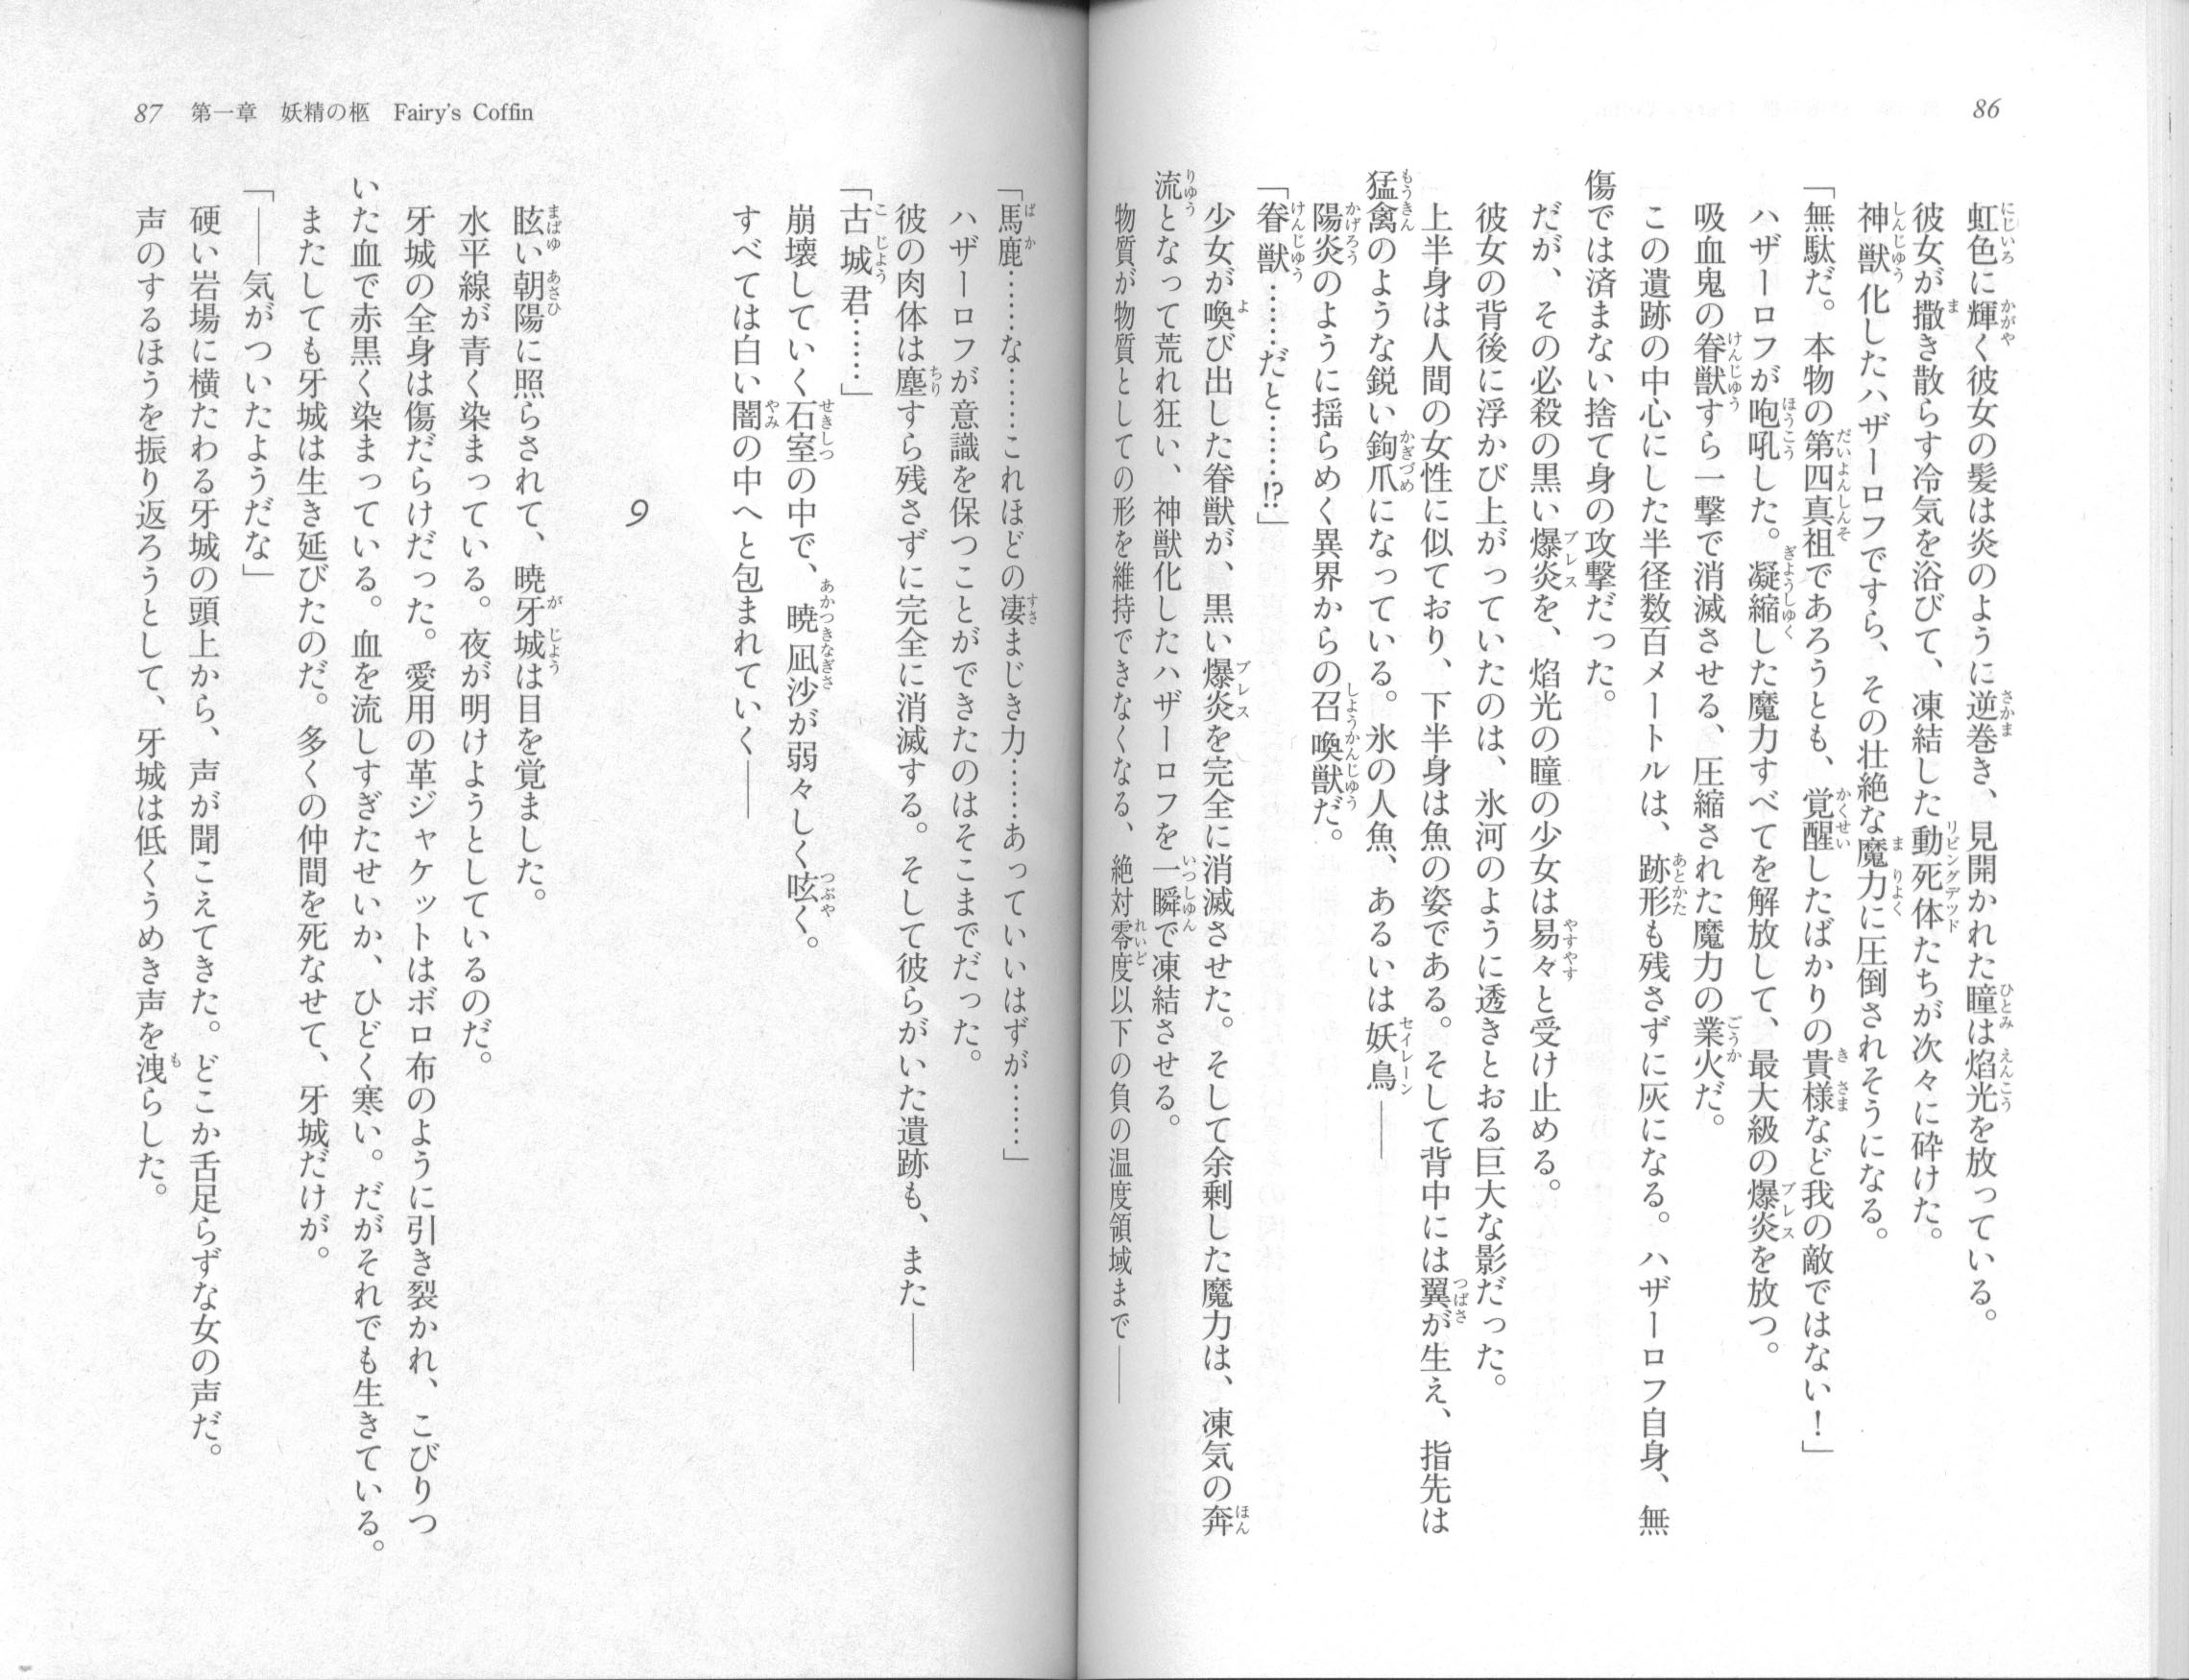 86
虹色に輝く彼女の髪は炎のように逆巻き、見開かれた瞳は焰光を放っている。
彼女が撒き散らす冷気を浴びて、凍結した動死体たちが次々に砕けた。
神獣化したハザーロフですら、その壮絶な魔力に圧倒されそうになる。
「無駄だ。本物の第四真祖であろうとも、覚醒したばかりの貴様など我の敵ではない！」
ハザーロフが咆吼した。凝縮した魔力すべてを解放して、最大級の爆炎を放つ。
吸血鬼の眷獣すら一撃で消滅させる、圧縮された魔力の業火だ。
この遺跡の中心にした半径数百メートルは、跡形も残さずに灰になる。ハザーロフ自身、無
傷では済まない捨て身の攻撃だった。
だが、その必殺の黒い爆炎を、焰光の瞳の少女は易々と受け止める。
彼女の背後に浮かび上がっていたのは、氷河のように透きとおる巨大な影だった。
上半身は人間の女性に似ており、下半身は魚の姿である。そして背中には翼が生え、指先は
猛禽のような鋭い鉤爪になっている。氷の人魚、あるいは妖鳥――
陽炎のように揺らめく異界からの召喚獣だ。
「眷獣……だと……!?」
少女が喚び出した眷獣が、黒い爆炎を完全に消滅させた。そして余剰した魔力は、凍気の奔
流となって荒れ狂い、神獣化したハザーロフを一瞬で凍結させる。
物質が物質としての形を維持できなくなる、絶対零度以下の負の温度領域まで――
87 第一章 妖精の柩 Fairy's Coffin
「馬鹿……な……これほどの凄まじき力……あっていいはずが……」
ハザーロフが意識を保つことができたのはそこまでだった。
彼の肉体は塵すら残さずに完全に消滅する。そして彼らがいた遺跡も、また――
「古城君……」
崩壊していく石室の中で、暁凪沙が弱々しく呟く。
すべては白い闇の中へと包まれていく――
9
眩い朝陽に照らされて、暁牙城は目を覚ました。
水平線が青く染まっている。夜が明けようとしているのだ。
牙城の全身は傷だらけだった。愛用の革ジャケットはボロ布のように引き裂かれ、こびりつ
いた血で赤黒く染まっている。血を流しすぎたせいか、ひどく寒い。だがそれでも生きている。
またしても牙城は生き延びたのだ。多くの仲間を死なせて、牙城だけが。
「――気がついたようだな」
硬い岩場に横たわる牙城の頭上から、声が聞こえてきた。どこか舌足らずな女の声だ。
声のするほうを振り返ろうとして、牙城は低くうめき声を洩らした。